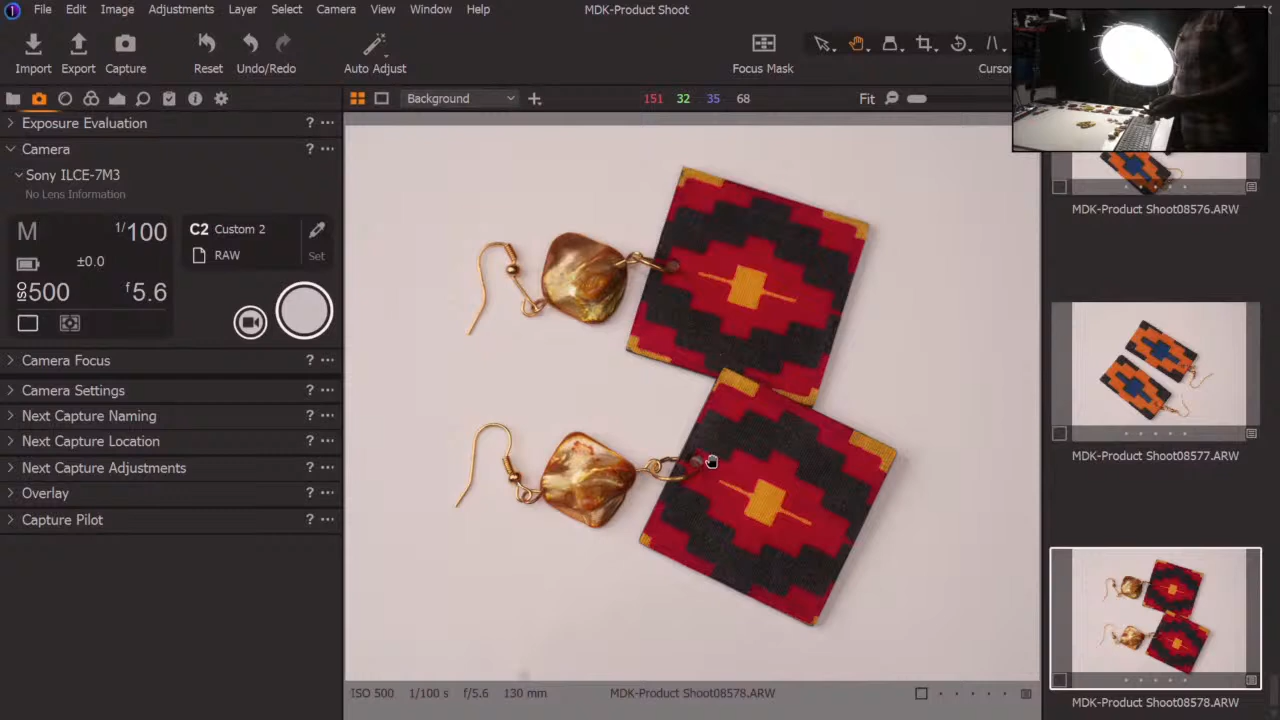 File Edit Image Adjustments Layer Select Camera View Window Help MDK-Product Shoot
Import Export Capture Reset Undo/Redo Auto Adjust Focus Mask Cursor
Background 151 32 35 68 Fit
Exposure Evaluation ? ...
Camera ? ...
Sony ILCE-7M3
No Lens Information
M 1/100
C2 Custom 2
±0.0
RAW Set
ISO 500 f 5.6
Camera Focus ? ...
Camera Settings ? ...
Next Capture Naming ? ...
Next Capture Location ? ...
Next Capture Adjustments ? ...
Overlay ? ...
Capture Pilot ? ...
ISO 500 1/100 s f/5.6 130 mm MDK-Product Shoot08578.ARW
MDK-Product Shoot08576.ARW
MDK-Product Shoot08577.ARW
MDK-Product Shoot08578.ARW